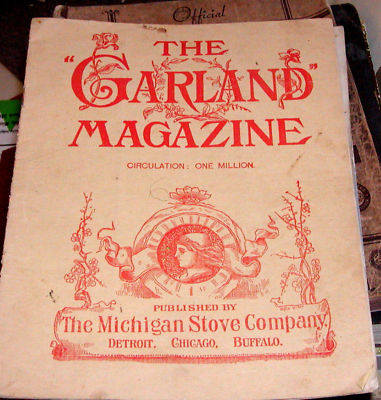 Official
THE
"GARLAND"
MAGAZINE
CIRCULATION: ONE MILLION.
PUBLISHED BY
The Michigan Stove Company.
DETROIT, CHICAGO, BUFFALO.